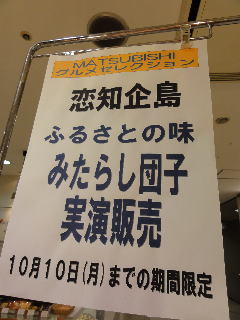 MATSUBISHI
グルメセレクション
恋知企島
ふるさとの味
みたらし団子
実演販売
10月10日(月)までの期間限定